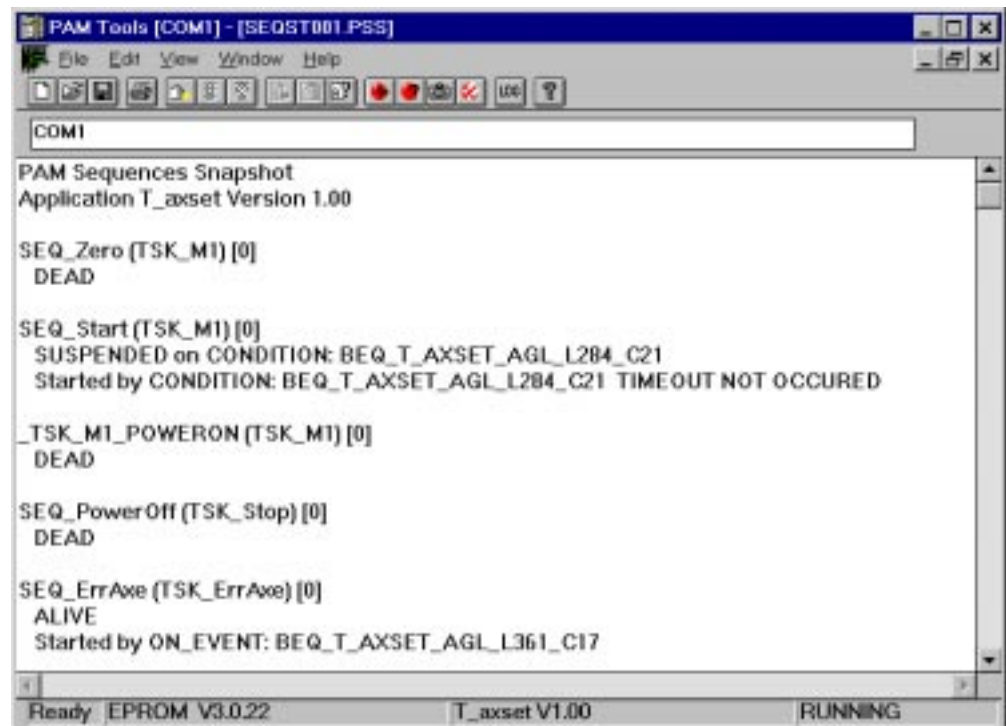 PAM Tools [COM1] - [SEQST001.PSS]
File Edit View Window Help
LOG
COM1
PAM Sequences Snapshot
Application T_axset Version 1.00
SEQ_Zero (TSK_M1) [0]
DEAD
SEQ_Start (TSK_M1) [0]
SUSPENDED on CONDITION: BEQ_T_AXSET_AGL_L284_C21
Started by CONDITION: BEQ_T_AXSET_AGL_L284_C21 TIMEOUT NOT OCCURED
_TSK_M1_POWERON (TSK_M1) [0]
DEAD
SEQ_PowerOff (TSK_Stop) [0]
DEAD
SEQ_ErrAxe (TSK_ErrAxe) [0]
ALIVE
Started by ON_EVENT: BEQ_T_AXSET_AGL_L361_C17
Ready EPROM V3.0.22 T_axset V1.00 RUNNING